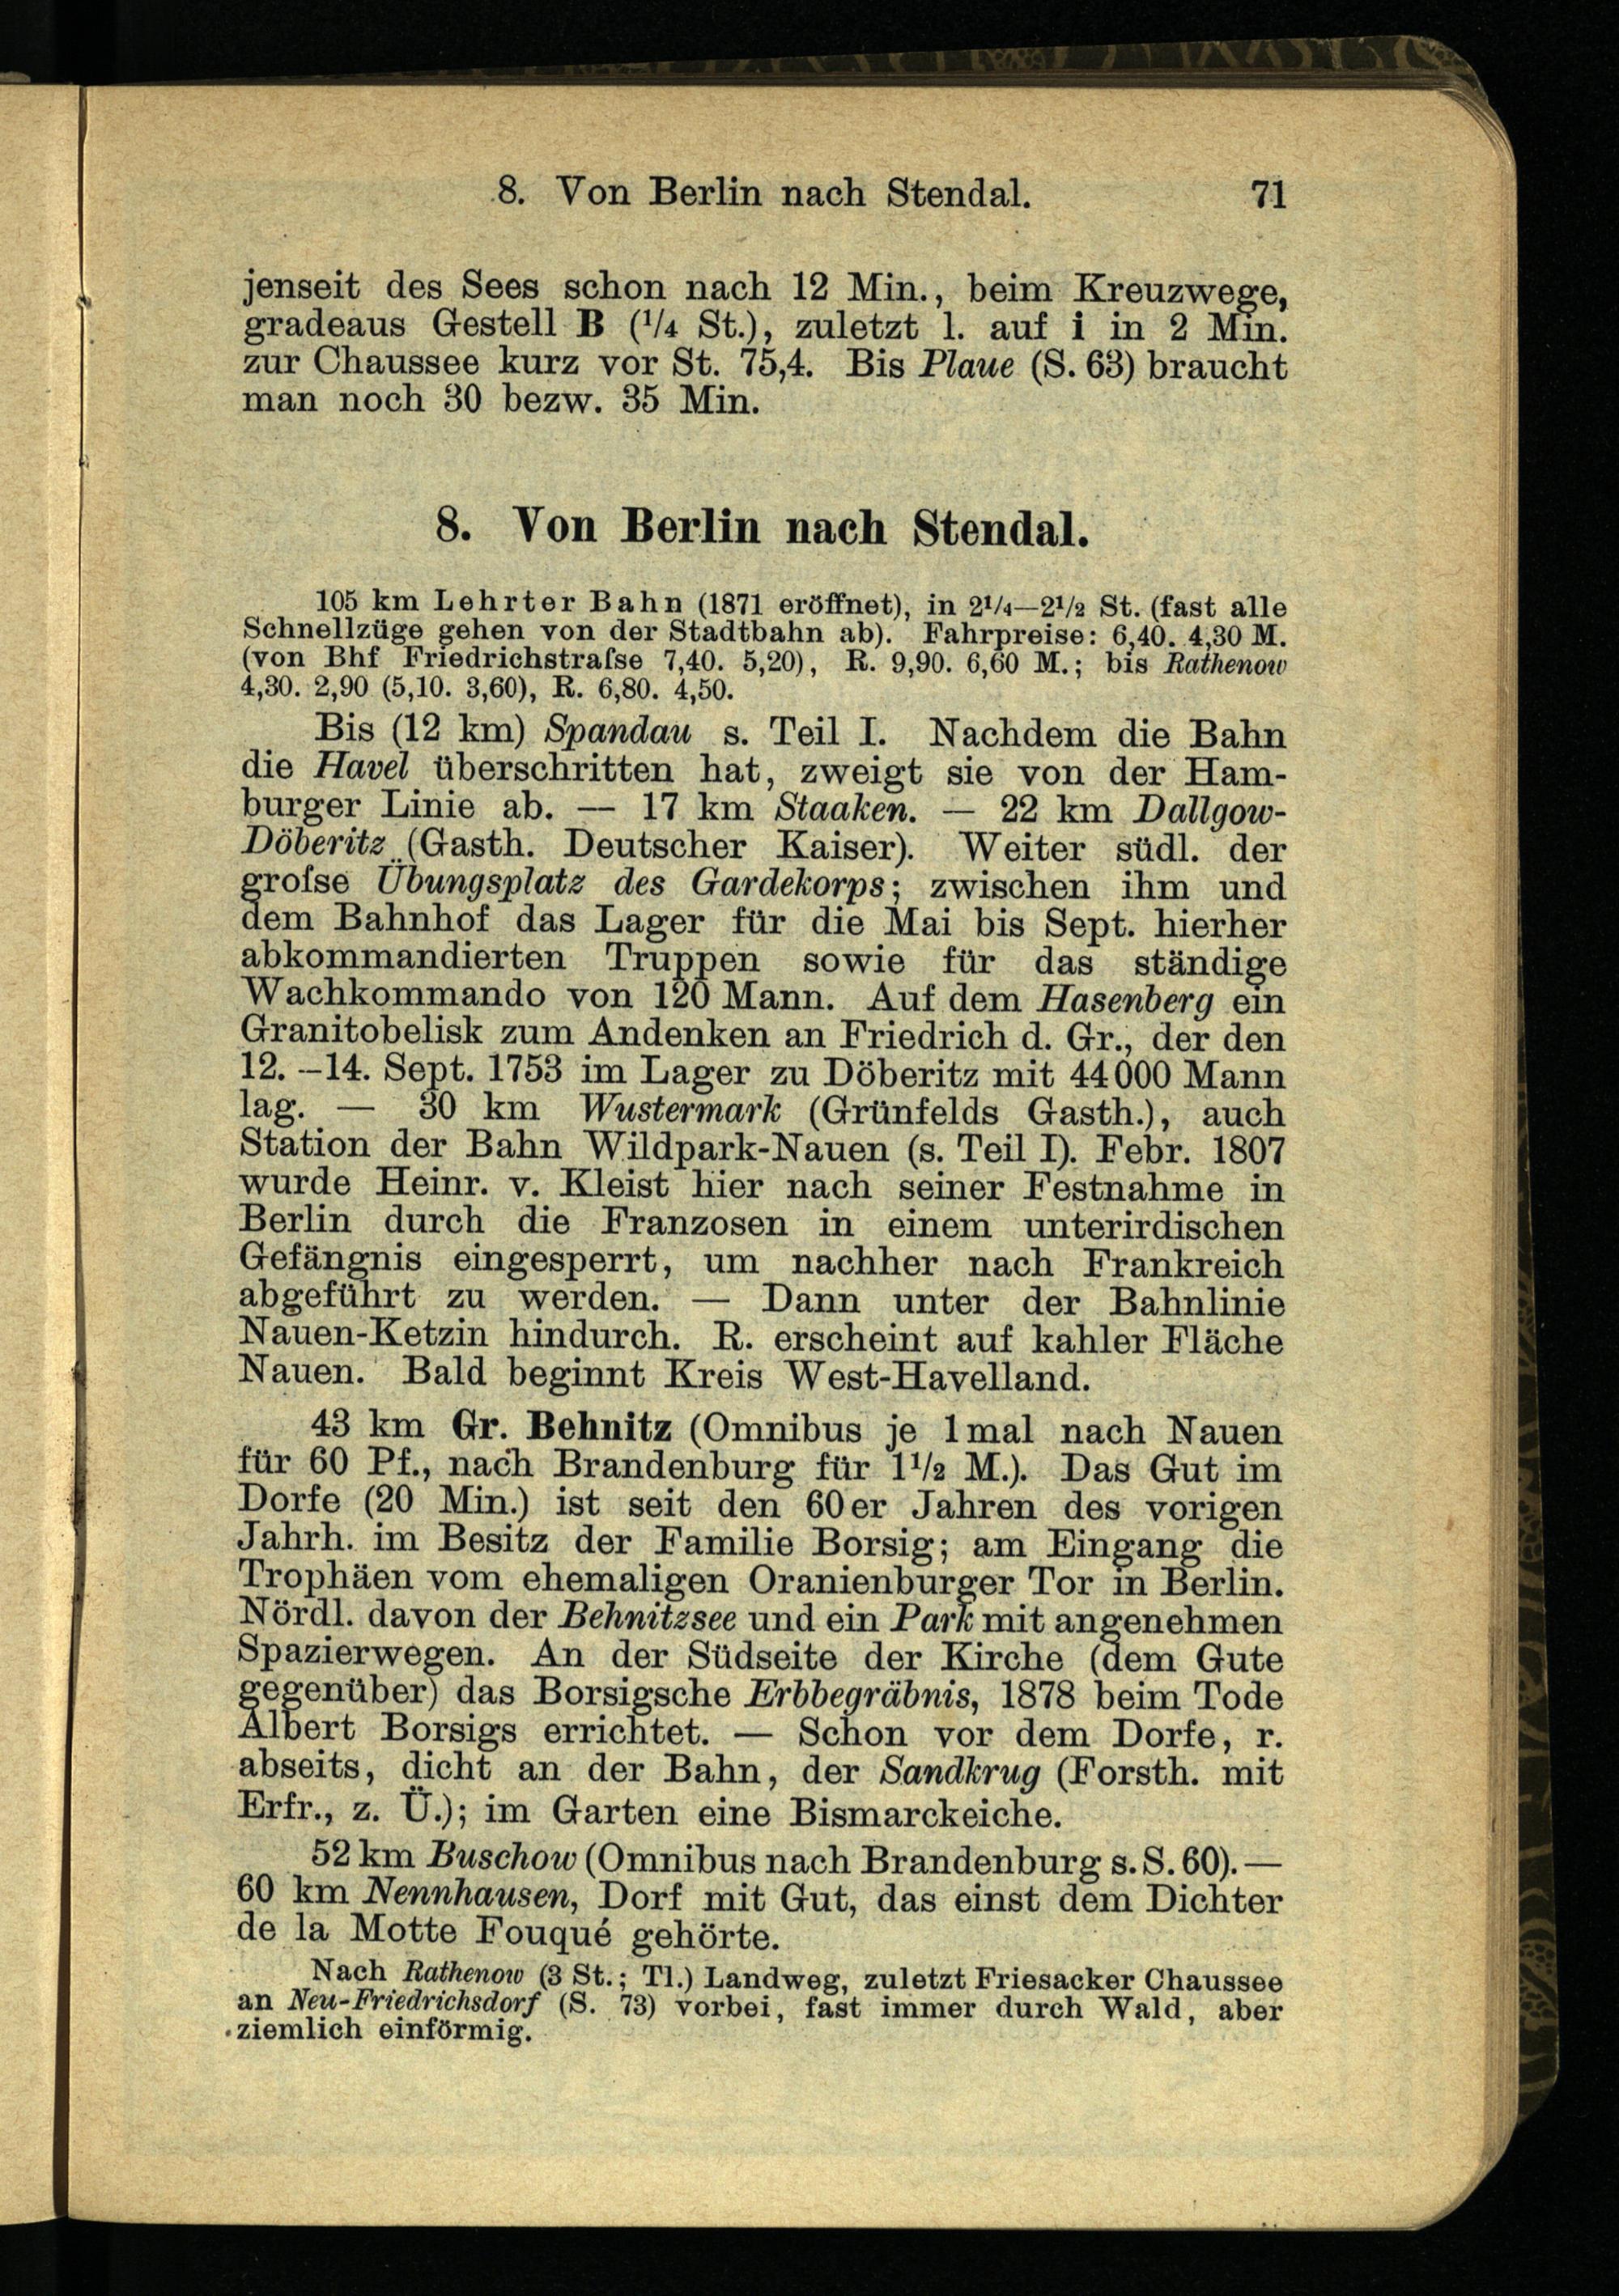 8. Von Berlin nach Stendal. 71
jenseit des Sees schon nach 12 Min., beim Kreuzwege,
gradeaus Gestell B (1/4 St.), zuletzt l. auf i in 2 Min.
zur Chaussee kurz vor St. 75,4. Bis Plaue (S. 63) braucht
man noch 30 bezw. 35 Min.
8. Von Berlin nach Stendal.
105 km Lehrter Bahn (1871 eröffnet), in 2 1/4—2 1/2 St. (fast alle
Schnellzüge gehen von der Stadtbahn ab). Fahrpreise: 6,40. 4,30 M.
(von Bhf Friedrichstraſse 7,40. 5,20), R. 9,90. 6,60 M.; bis Rathenow
4,30. 2,90 (5,10. 3,60), R. 6,80. 4,50.
Bis (12 km) Spandau s. Teil I. Nachdem die Bahn
die Havel überschritten hat, zweigt sie von der Ham-
burger Linie ab. — 17 km Staaken. — 22 km Dallgow-
Döberitz (Gasth. Deutscher Kaiser). Weiter südl. der
groſse Übungsplatz des Gardekorps; zwischen ihm und
dem Bahnhof das Lager für die Mai bis Sept. hierher
abkommandierten Truppen sowie für das ständige
Wachkommando von 120 Mann. Auf dem Hasenberg ein
Granitobelisk zum Andenken an Friedrich d. Gr., der den
12. –14. Sept. 1753 im Lager zu Döberitz mit 44000 Mann
lag. — 30 km Wustermark (Grünfelds Gasth.), auch
Station der Bahn Wildpark-Nauen (s. Teil I). Febr. 1807
wurde Heinr. v. Kleist hier nach seiner Festnahme in
Berlin durch die Franzosen in einem unterirdischen
Gefängnis eingesperrt, um nachher nach Frankreich
abgeführt zu werden. — Dann unter der Bahnlinie
Nauen-Ketzin hindurch. R. erscheint auf kahler Fläche
Nauen. Bald beginnt Kreis West-Havelland.
43 km Gr. Behnitz (Omnibus je 1mal nach Nauen
für 60 Pf., nach Brandenburg für 1 1/2 M.). Das Gut im
Dorfe (20 Min.) ist seit den 60er Jahren des vorigen
Jahrh. im Besitz der Familie Borsig; am Eingang die
Trophäen vom ehemaligen Oranienburger Tor in Berlin.
Nördl. davon der Behnitzsee und ein Park mit angenehmen
Spazierwegen. An der Südseite der Kirche (dem Gute
gegenüber) das Borsigsche Erbbegräbnis, 1878 beim Tode
Albert Borsigs errichtet. — Schon vor dem Dorfe, r.
abseits, dicht an der Bahn, der Sandkrug (Forsth. mit
Erfr., z. Ü.); im Garten eine Bismarckeiche.
52 km Buschow (Omnibus nach Brandenburg s. S. 60). —
60 km Nennhausen, Dorf mit Gut, das einst dem Dichter
de la Motte Fouqué gehörte.
Nach Rathenow (3 St.; Tl.) Landweg, zuletzt Friesacker Chaussee
an Neu-Friedrichsdorf (S. 73) vorbei, fast immer durch Wald, aber
ziemlich einförmig.